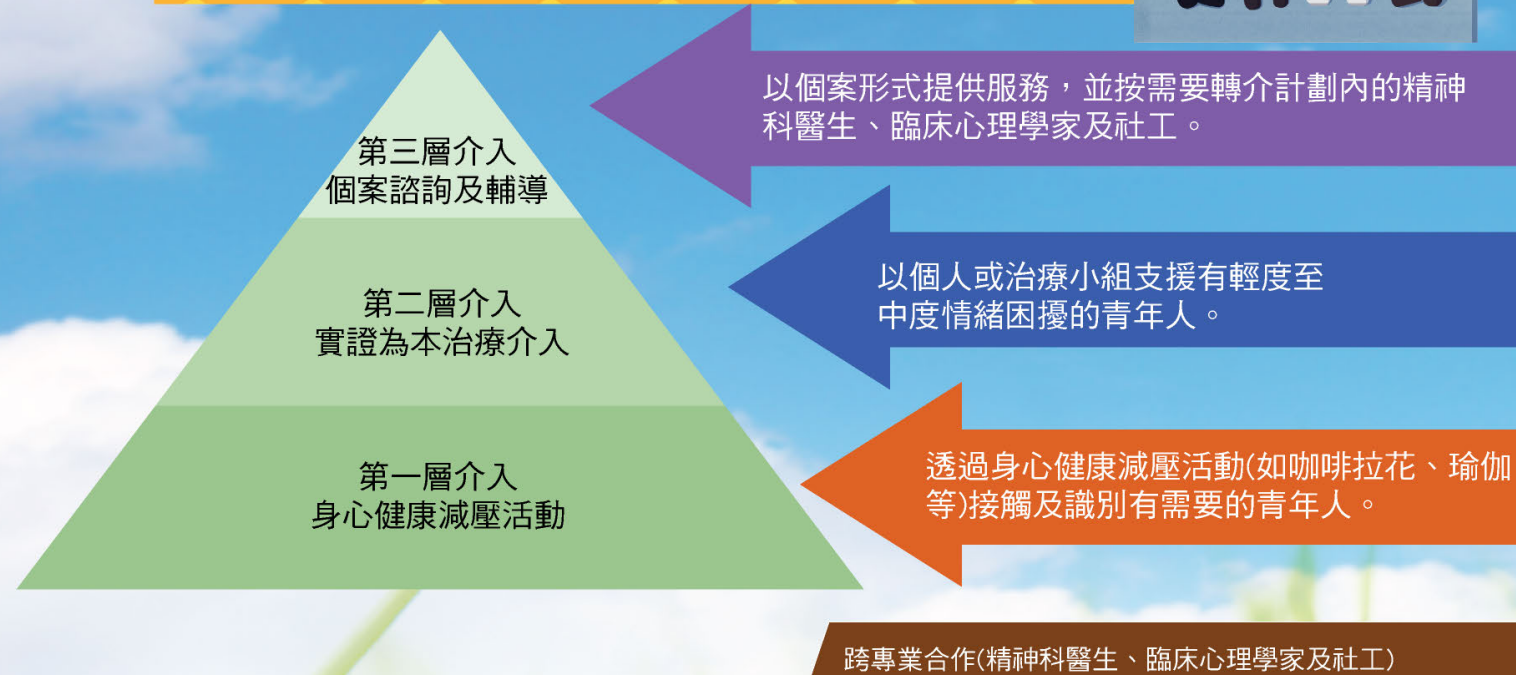 第三層介入
個案諮詢及輔導
以個案形式提供服務，並按需要轉介計劃內的精神
科醫生、臨床心理學家及社工。
第二層介入
實證為本治療介入
以個人或治療小組支援有輕度至
中度情緒困擾的青年人。
第一層介入
身心健康減壓活動
透過身心健康減壓活動(如咖啡拉花、瑜伽
等)接觸及識別有需要的青年人。
跨專業合作(精神科醫生、臨床心理學家及社工)